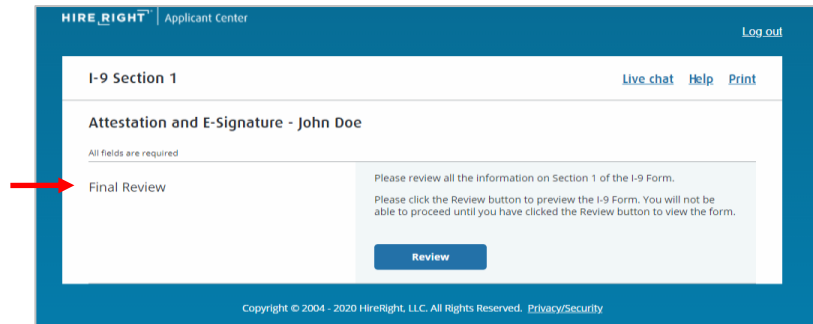 HIRE RIGHT Applicant Center
Log out
I-9 Section 1
Live chat Help Print
Attestation and E-Signature - John Doe
All fields are required
Final Review
Please review all the information on Section 1 of the I-9 Form.
Please click the Review button to preview the I-9 Form. You will not be
able to proceed until you have clicked the Review button to view the form.
Review
Copyright © 2004 - 2020 HireRight, LLC. All Rights Reserved. Privacy/Security